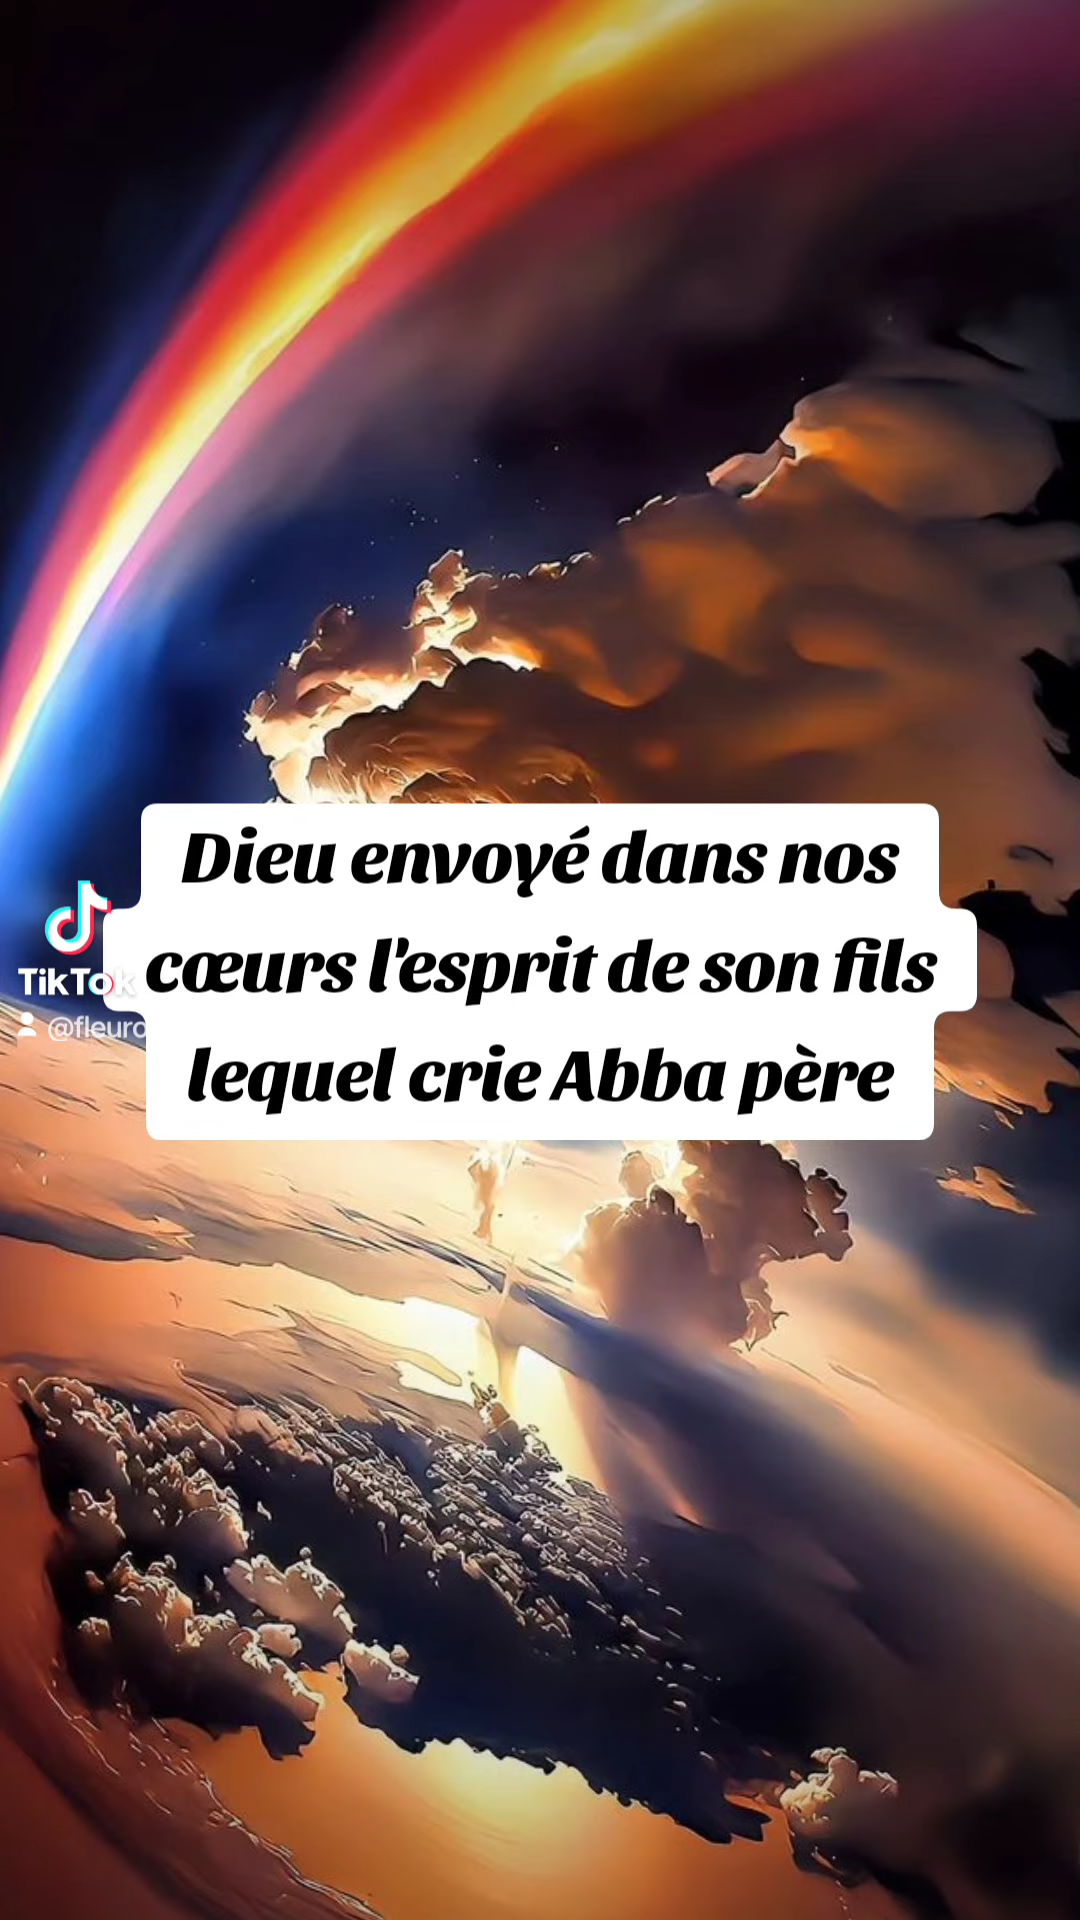 Dieu envoyé dans nos
cœurs l'esprit de son fils
lequel crie Abba père
TikTok